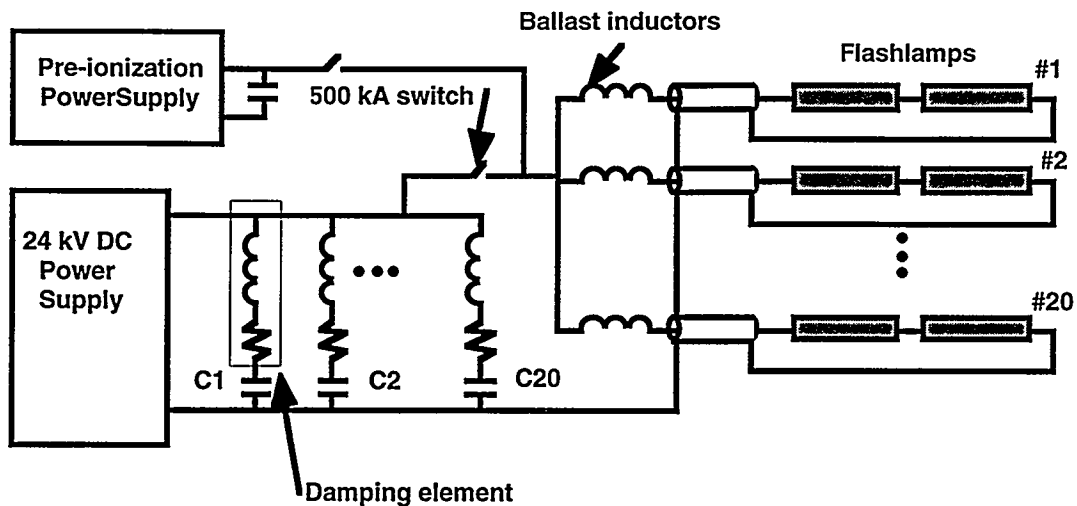 Ballast inductors
Pre-ionization
PowerSupply
500 kA switch
Flashlamps
#1
#2
24 kV DC
Power
Supply
#20
C1
C2
C20
Damping element